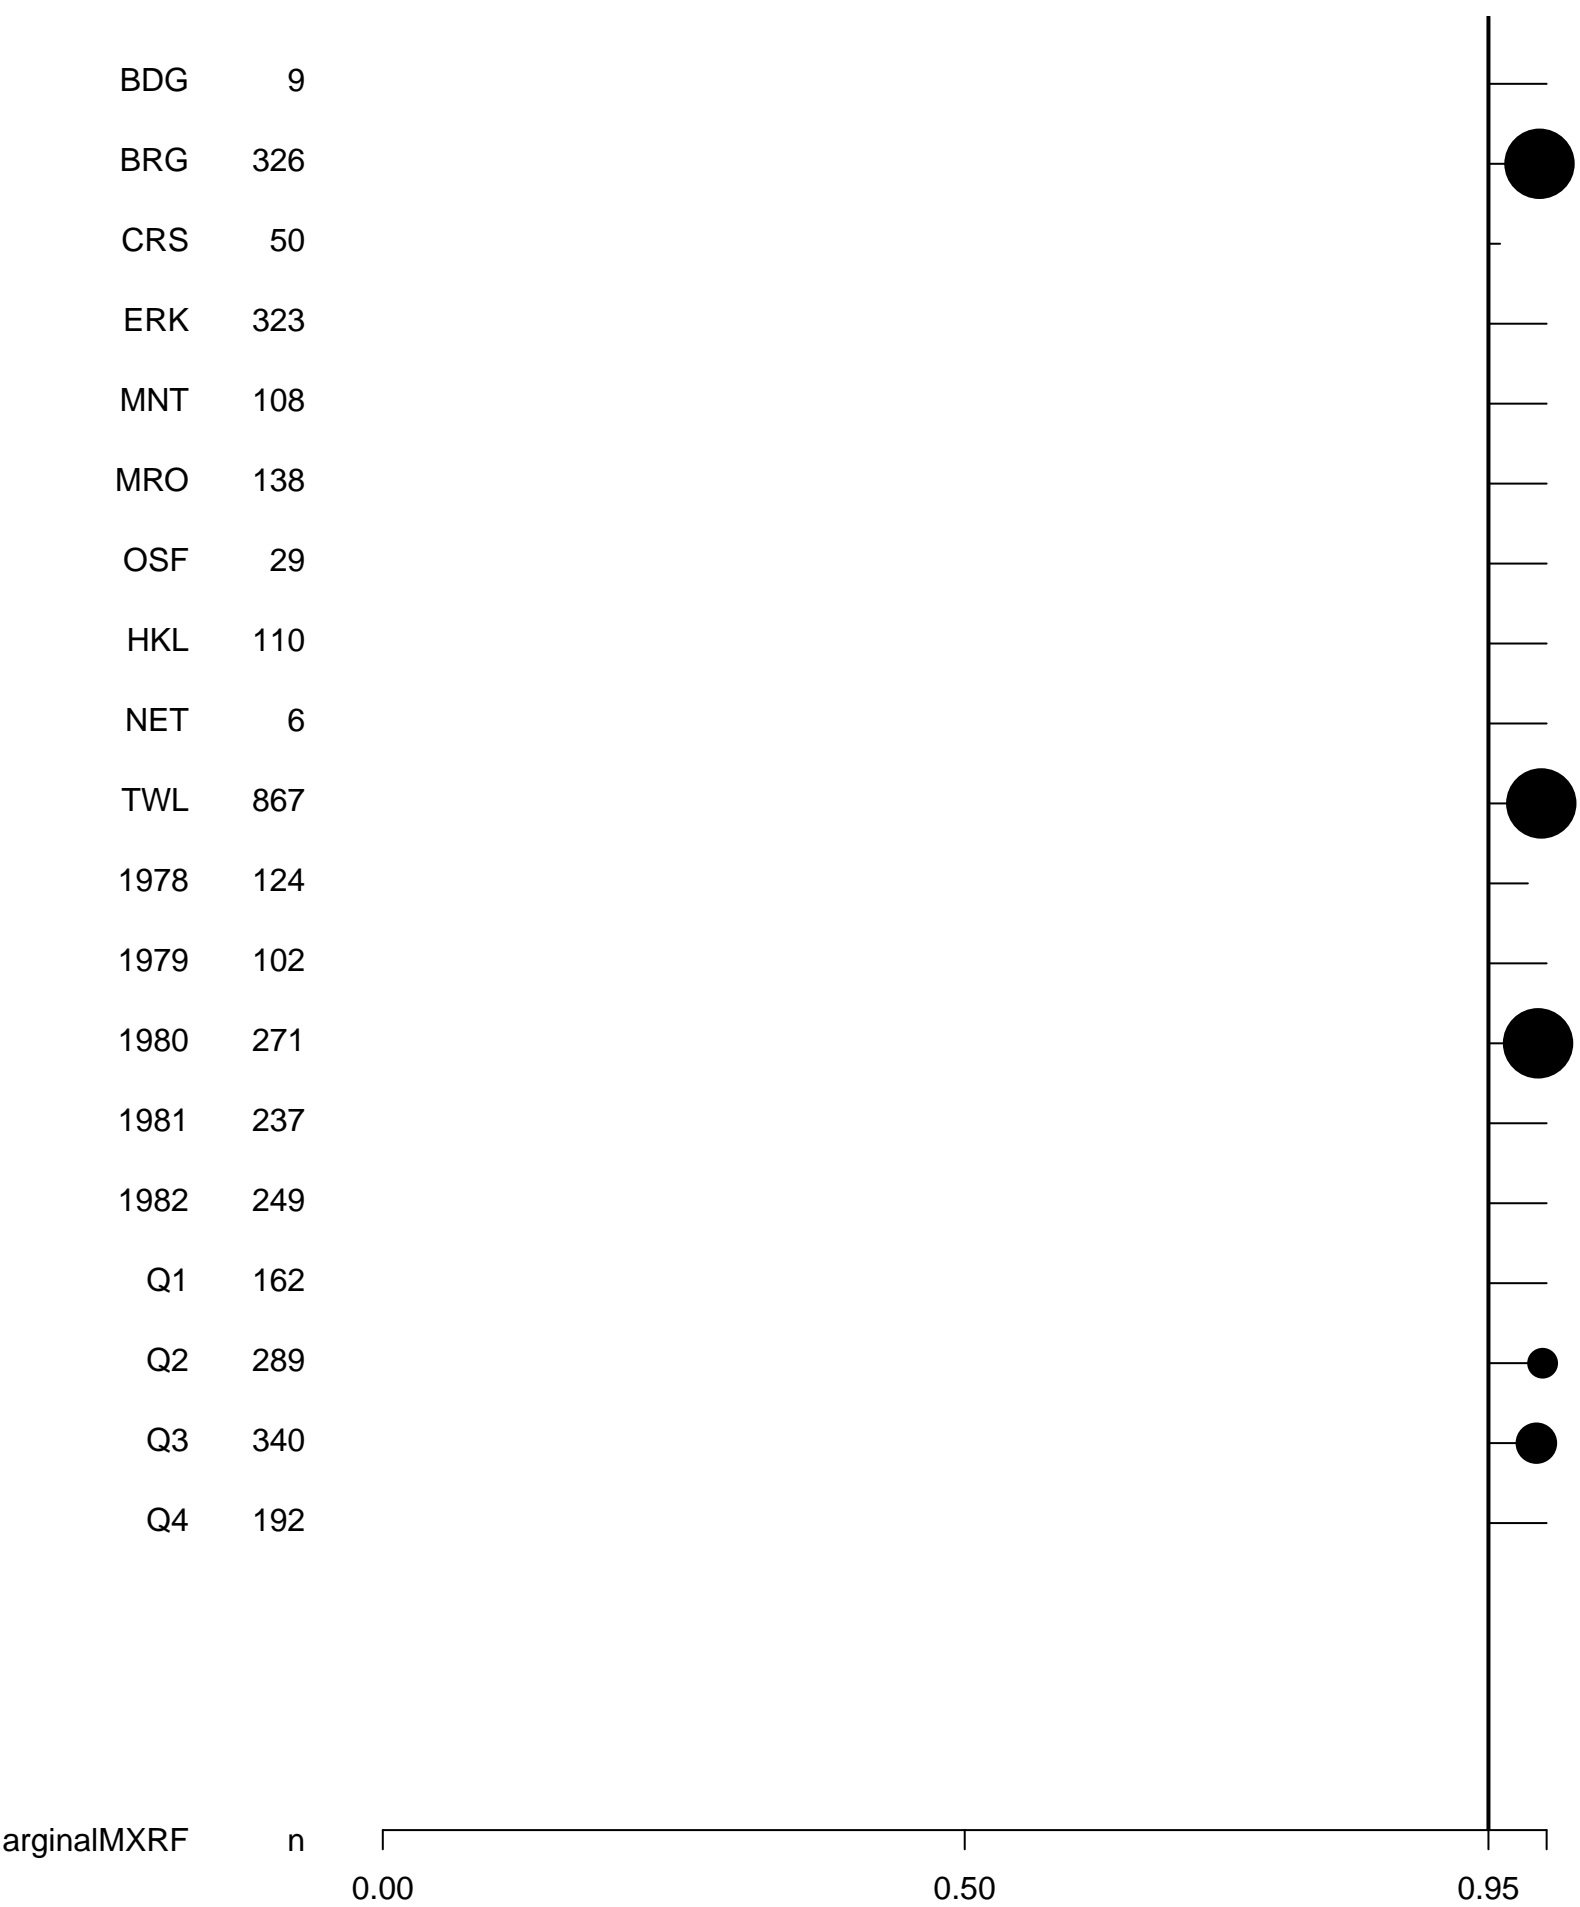 BDG 9
BRG 326
CRS 50
ERK 323
MNT 108
MRO 138
OSF 29
HKL 110
NET 6
TWL 867
1978 124
1979 102
1980 271
1981 237
1982 249
Q1 162
Q2 289
Q3 340
Q4 192
arginalMXRF n
0.00 0.50 0.95